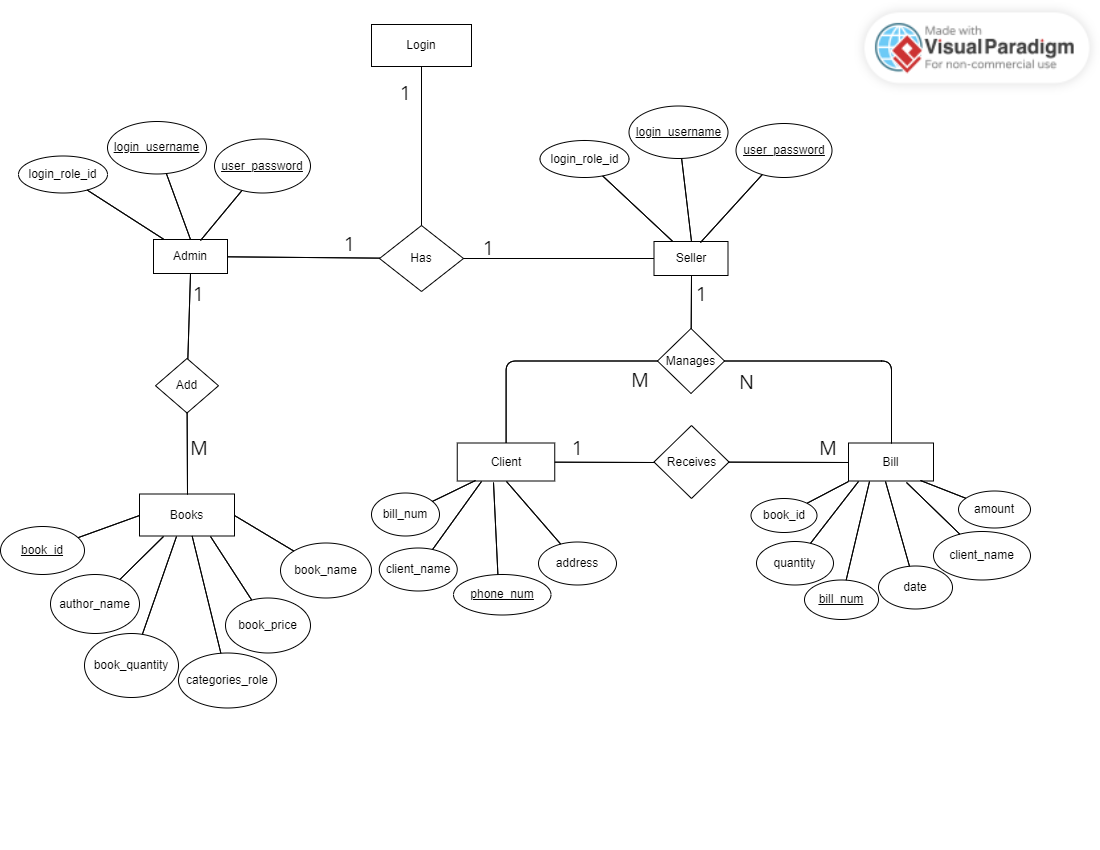 Login
Made with
Visual Paradigm
For non-commercial use
1
login_role_id
login_username
user_password
login_role_id
login_username
user_password
Admin
1
Has
1
Seller
1
1
Add
Manages
M
N
M
Client
1
Receives
M
Bill
Books
book_id
author_name
book_quantity
categories_role
book_price
book_name
bill_num
client_name
phone_num
address
book_id
quantity
bill_num
date
client_name
amount